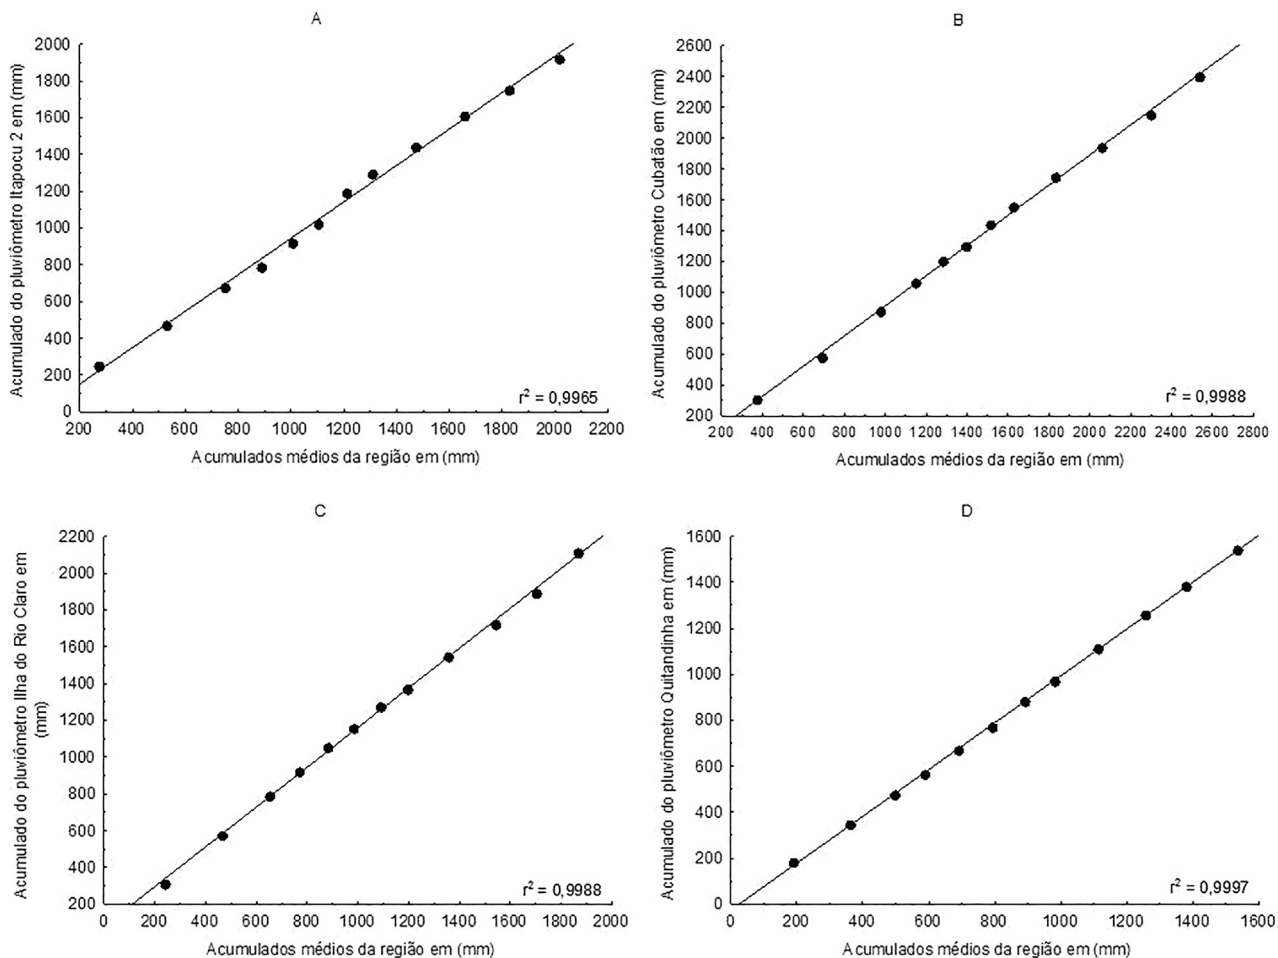 A
Acumulado do pluviômetro Itapocu 2 em (mm)
2000
1800
1600
1400
1200
1000
800
600
400
200
0
r² = 0,9965
200 400 600 800 1000 1200 1400 1600 1800 2000 2200
Acumulados médios da região em (mm)
B
Acumulado do pluviômetro Cubatão em (mm)
2600
2400
2200
2000
1800
1600
1400
1200
1000
800
600
400
200
r² = 0,9988
200 400 600 800 1000 1200 1400 1600 1800 2000 2200 2400 2600 2800
Acumulados médios da região em (mm)
C
Acumulado do pluviômetro Ilha do Rio Claro em
(mm)
2200
2000
1800
1600
1400
1200
1000
800
600
400
200
r² = 0,9988
0 200 400 600 800 1000 1200 1400 1600 1800 2000
Acumulados médios da região em (mm)
D
Acumulado do pluviômetro Quitandinha em (mm)
1600
1400
1200
1000
800
600
400
200
0
r² = 0,9997
0 200 400 600 800 1000 1200 1400 1600
Acumulados médios da região em (mm)